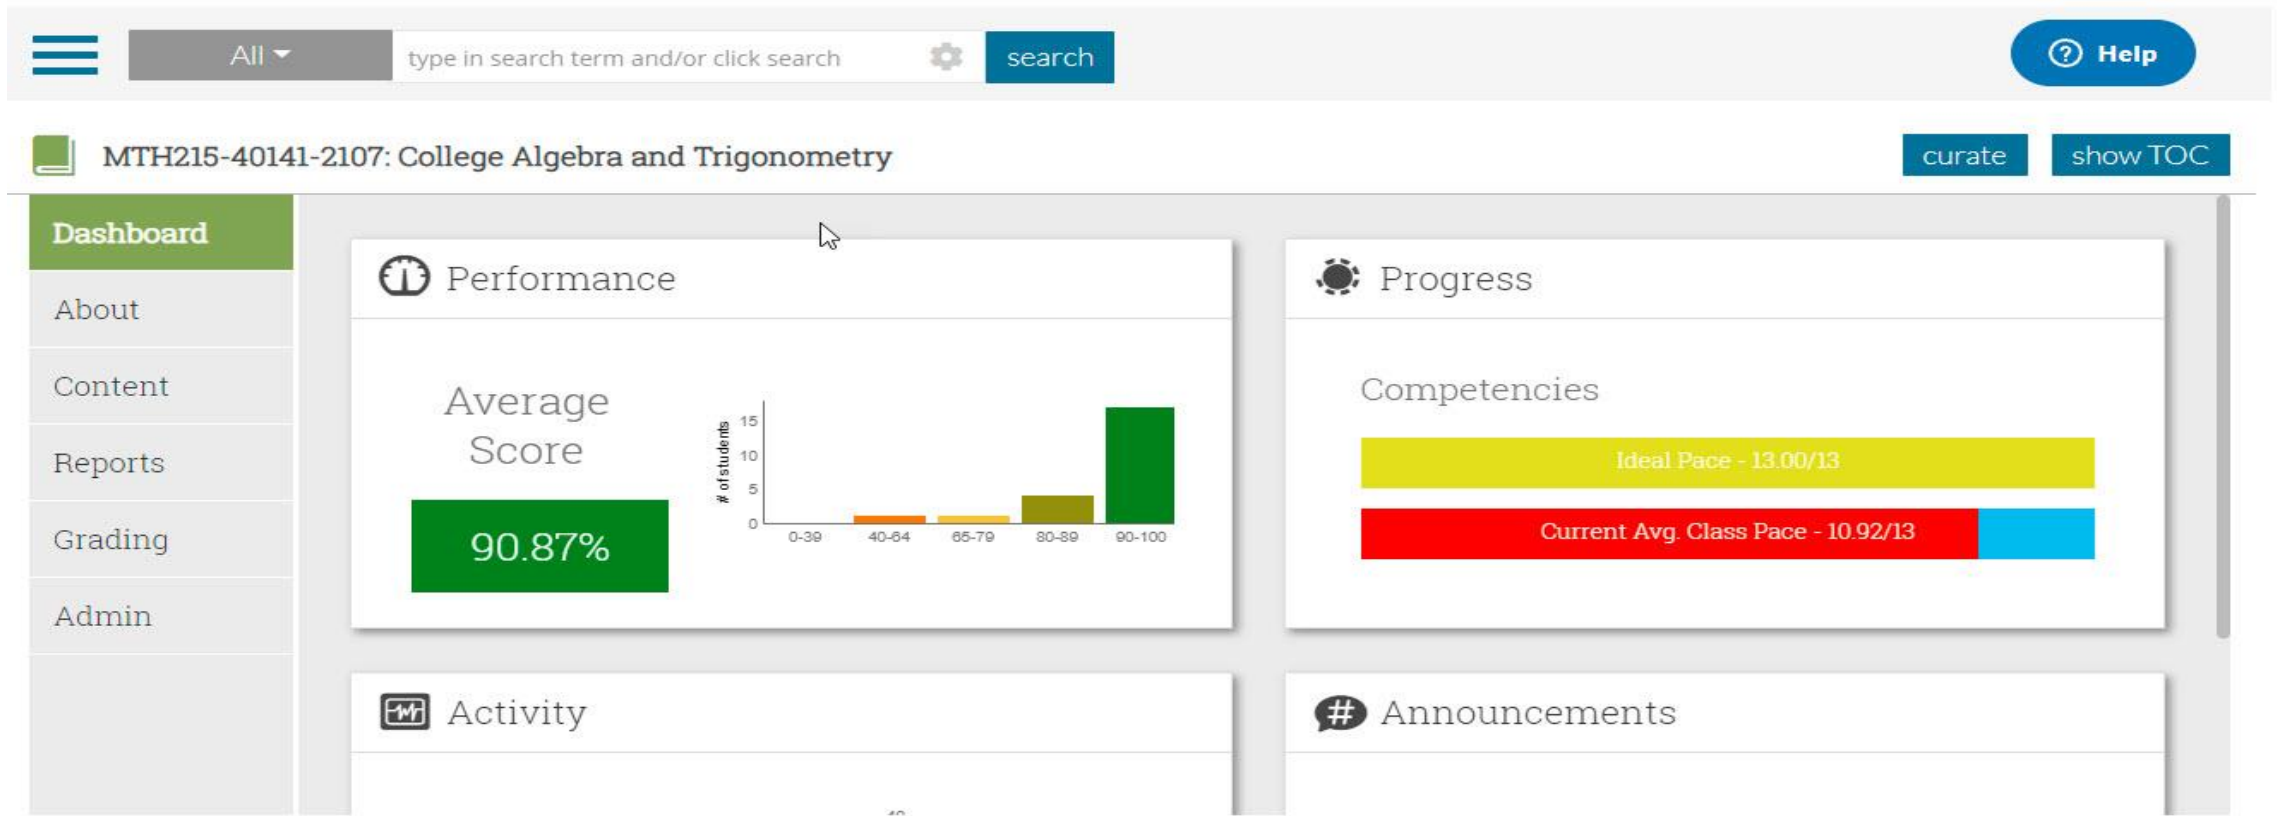 All
type in search term and/or click search
search
Help
MTH215-40141-2107: College Algebra and Trigonometry
curate
show TOC
Dashboard
About
Content
Reports
Grading
Admin
Performance
Average
Score
90.87%
# of students
15
10
5
0
0-39
40-64
65-79
80-89
90-100
Progress
Competencies
Ideal Pace - 13.00/13
Current Avg. Class Pace - 10.92/13
Activity
# Announcements